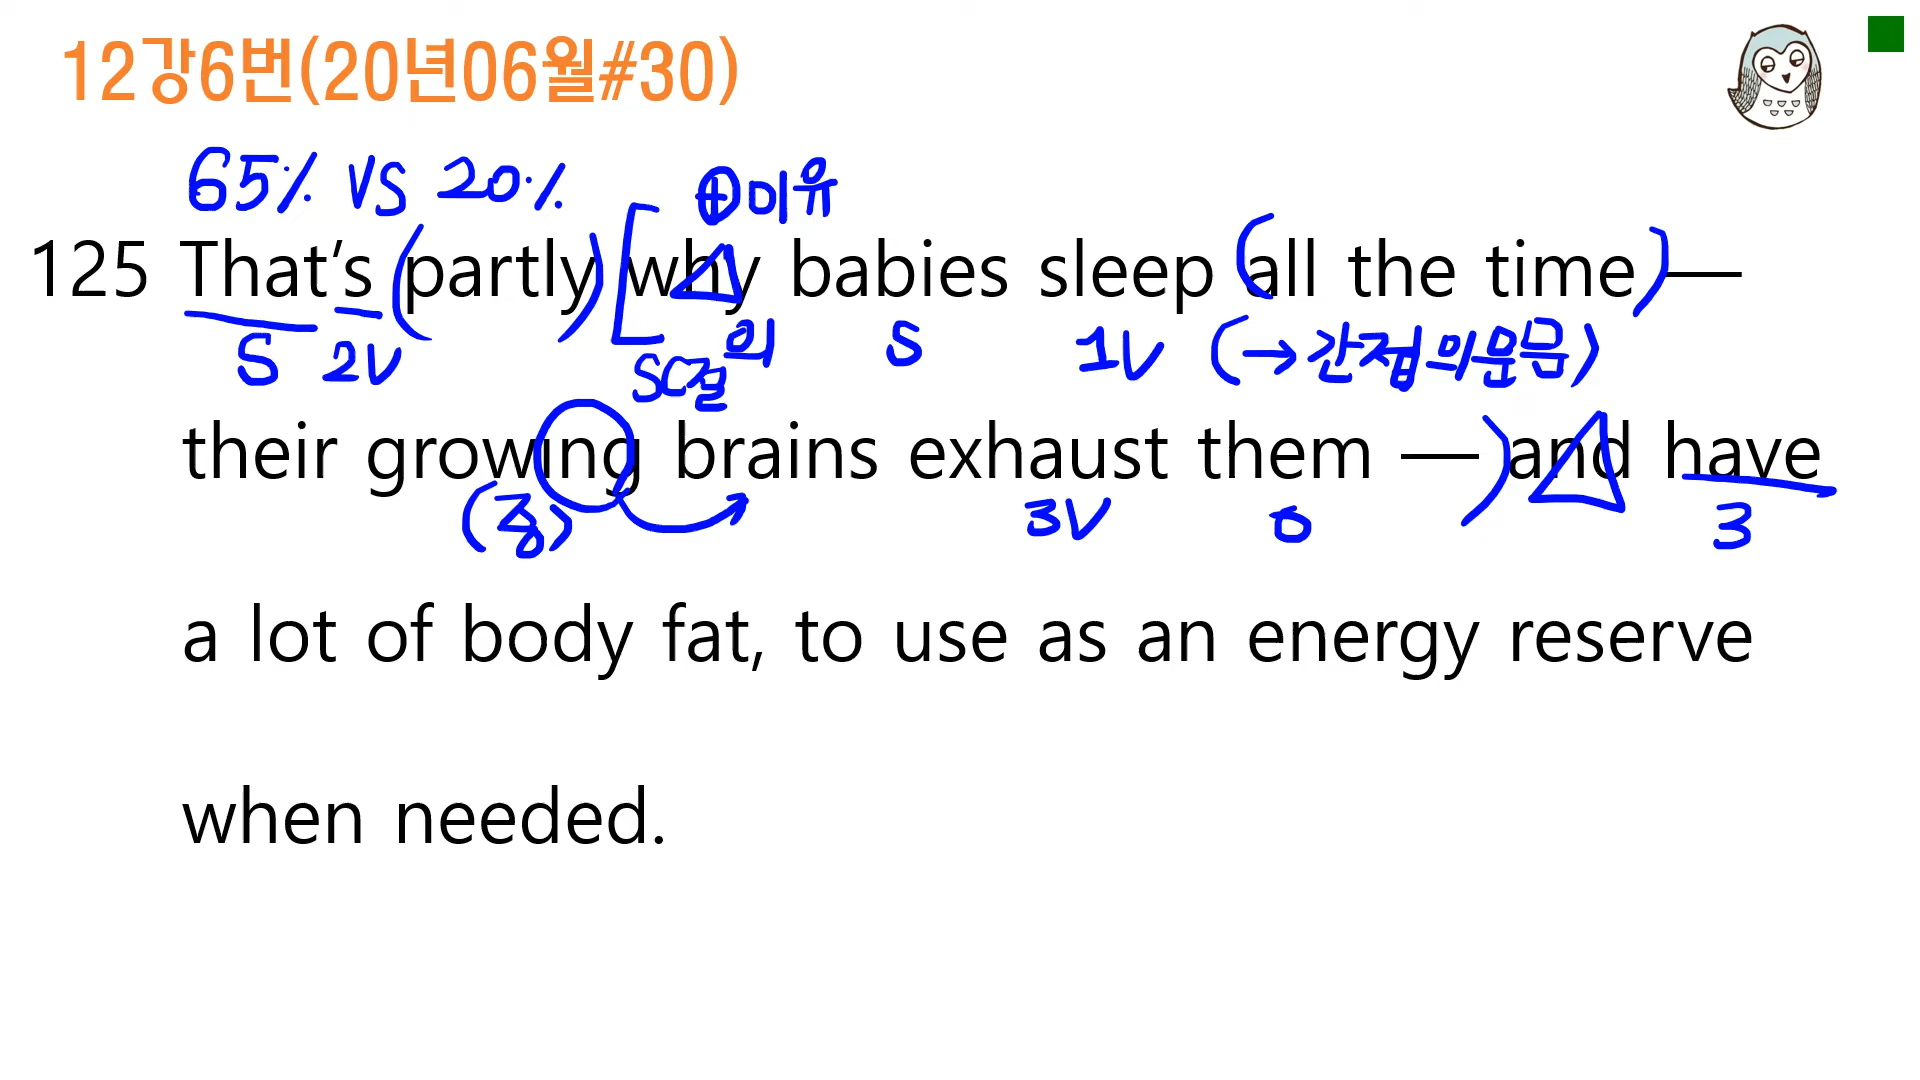 12강6번(20년06월#30)
65% VS 20% ⊕이유
125 That's (partly) [why babies sleep (all the time) —
S 2V SC절 의 S 1V (→간접의문문)
their growing brains exhaust them —) and have
(중) 3V O 3
a lot of body fat, to use as an energy reserve
when needed.